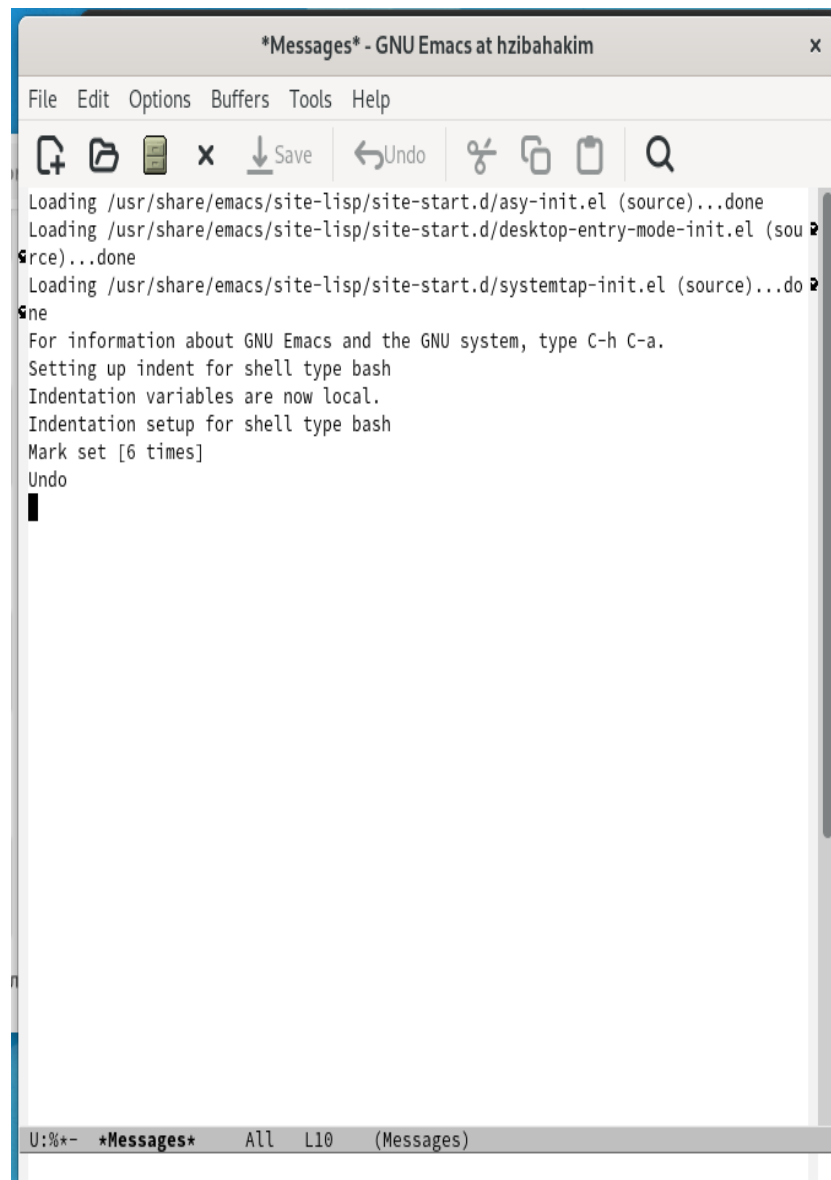 *Messages* - GNU Emacs at hzibahakim
File Edit Options Buffers Tools Help
Save Undo
Loading /usr/share/emacs/site-lisp/site-start.d/asy-init.el (source)...done
Loading /usr/share/emacs/site-lisp/site-start.d/desktop-entry-mode-init.el (sou
rce)...done
Loading /usr/share/emacs/site-lisp/site-start.d/systemtap-init.el (source)...do
ne
For information about GNU Emacs and the GNU system, type C-h C-a.
Setting up indent for shell type bash
Indentation variables are now local.
Indentation setup for shell type bash
Mark set [6 times]
Undo
U:%*- *Messages* All L10 (Messages)